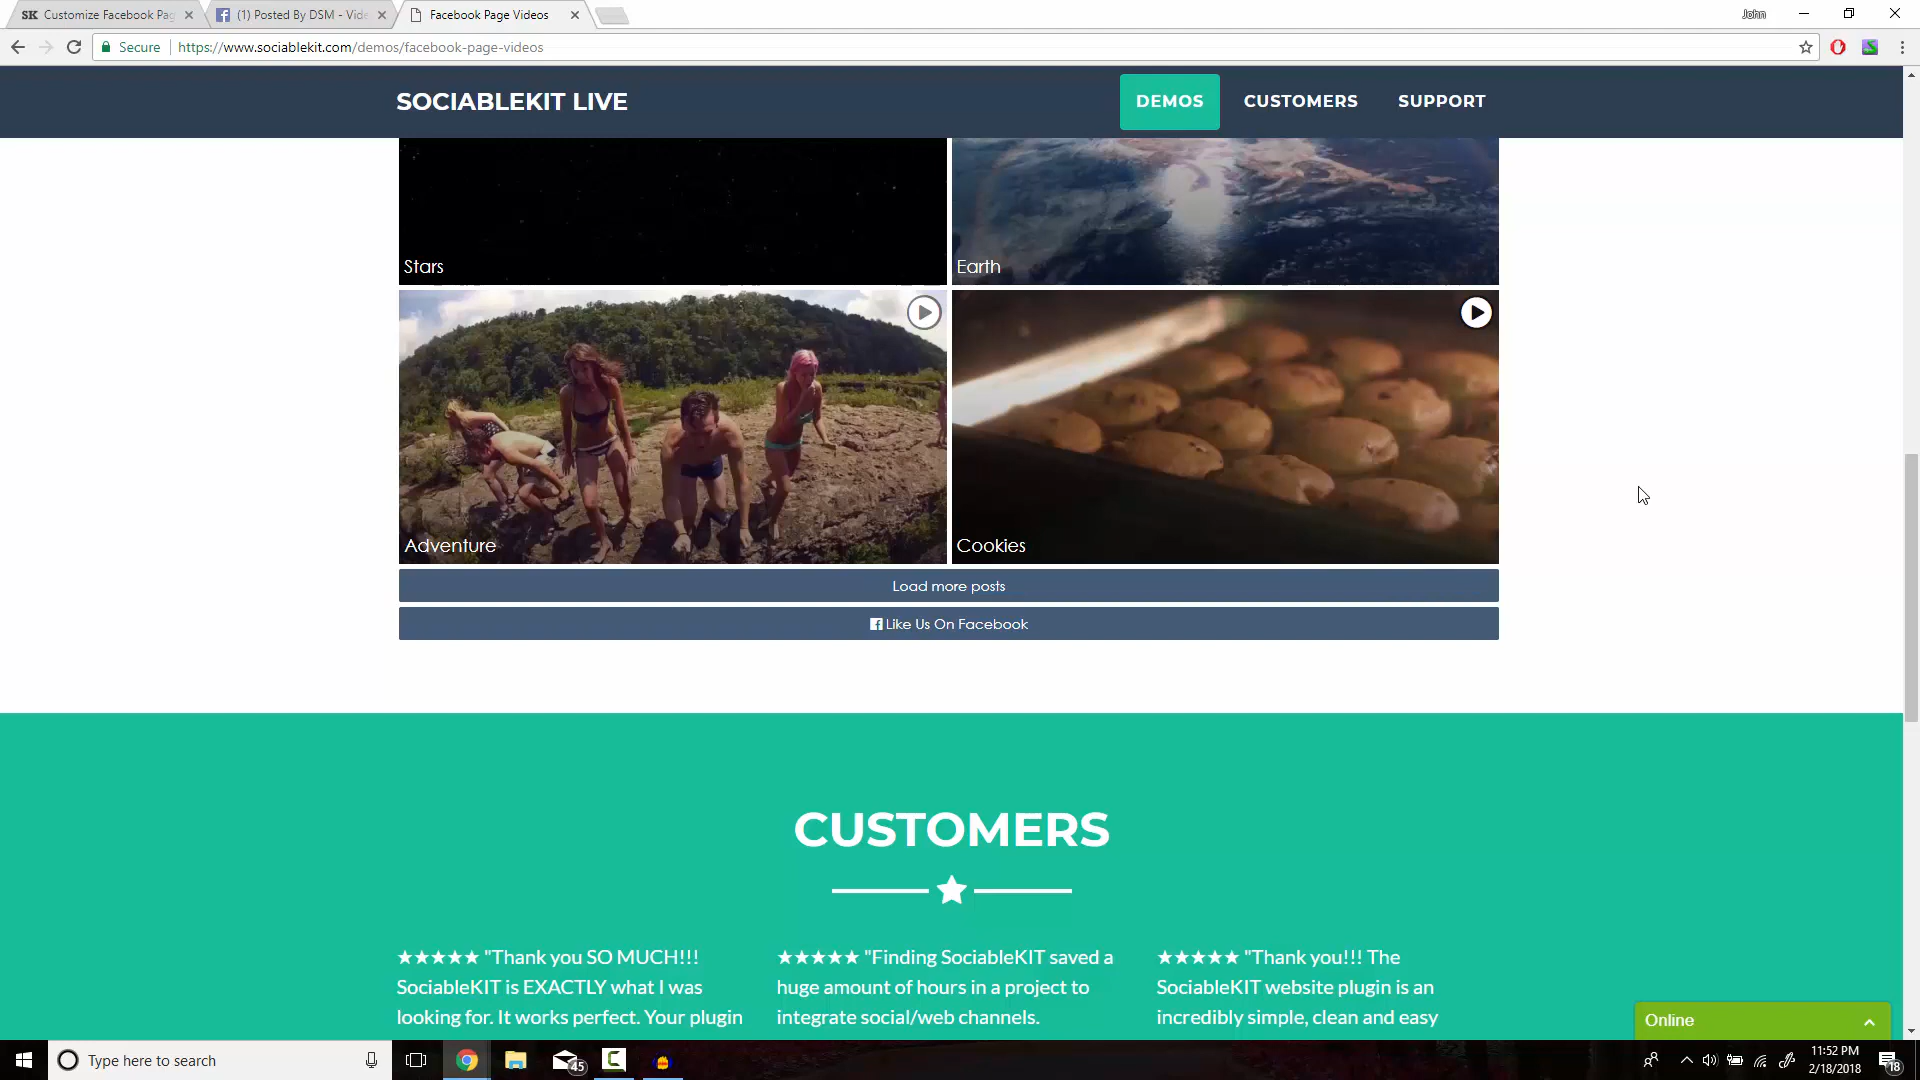 SK Customize Facebook Pag
(1) Posted By DSM - Vide
Facebook Page Videos
John
Secure
https://www.sociablekit.com/demos/facebook-page-videos
SOCIABLEKIT LIVE
DEMOS
CUSTOMERS
SUPPORT
Stars
Earth
Adventure
Cookies
Load more posts
Like Us On Facebook
CUSTOMERS
★★★★★ "Thank you SO MUCH!!!
SociableKIT is EXACTLY what I was
looking for. It works perfect. Your plugin
★★★★★ "Finding SociableKIT saved a
huge amount of hours in a project to
integrate social/web channels.
★★★★★ "Thank you!!! The
SociableKIT website plugin is an
incredibly simple, clean and easy
Online
Type here to search
45
11:52 PM
2/18/2018
18